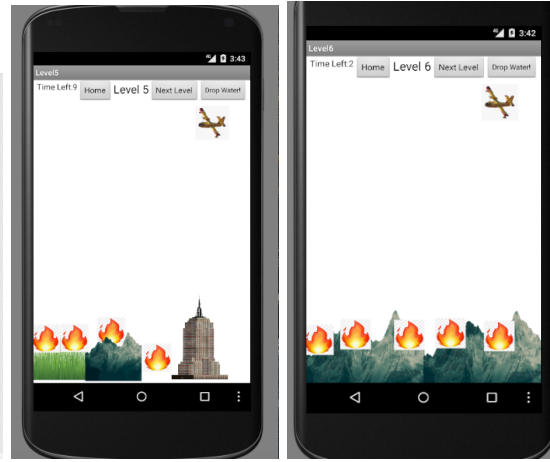 3:43
Level5
Time Left:9 Home Level 5 Next Level Drop Water!
3:42
Level6
Time Left:2 Home Level 6 Next Level Drop Water!